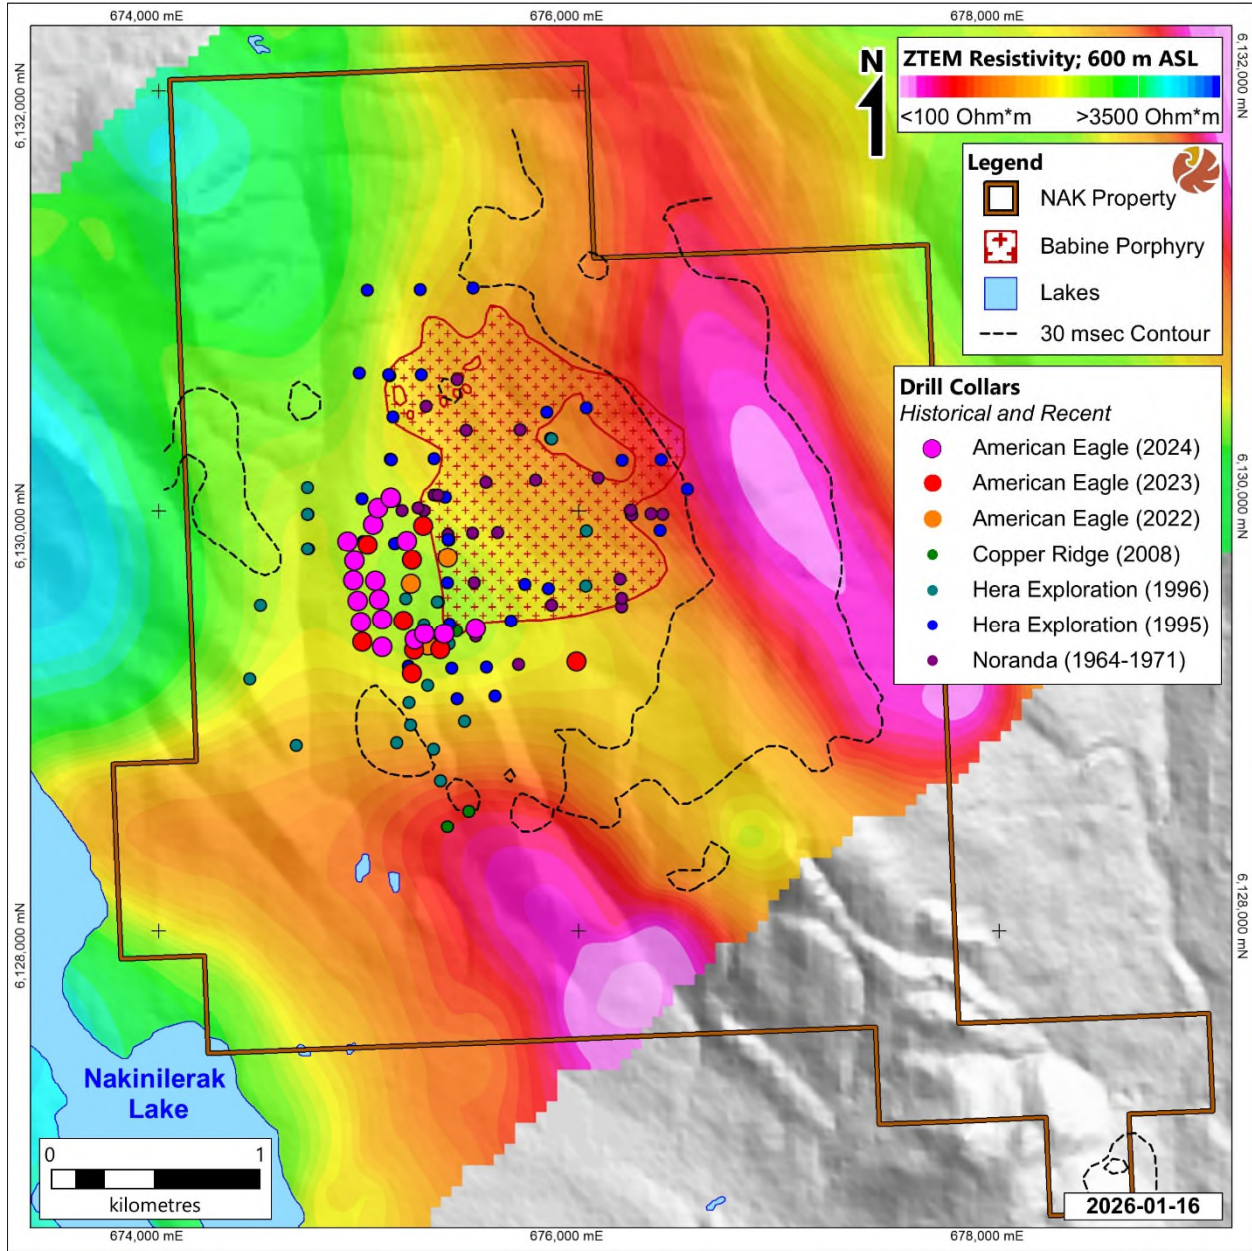 674,000 mE
676,000 mE
678,000 mE
6,132,000 mN
6,132,000 mN
N
ZTEM Resistivity; 600 m ASL
<100 Ohm*m
>3500 Ohm*m
Legend
NAK Property
Babine Porphyry
Lakes
30 msec Contour
Drill Collars
Historical and Recent
American Eagle (2024)
American Eagle (2023)
American Eagle (2022)
Copper Ridge (2008)
Hera Exploration (1996)
Hera Exploration (1995)
Noranda (1964-1971)
6,130,000 mN
6,130,000 mN
6,128,000 mN
6,128,000 mN
Nakinilerak
Lake
0
1
kilometres
2026-01-16
674,000 mE
676,000 mE
678,000 mE